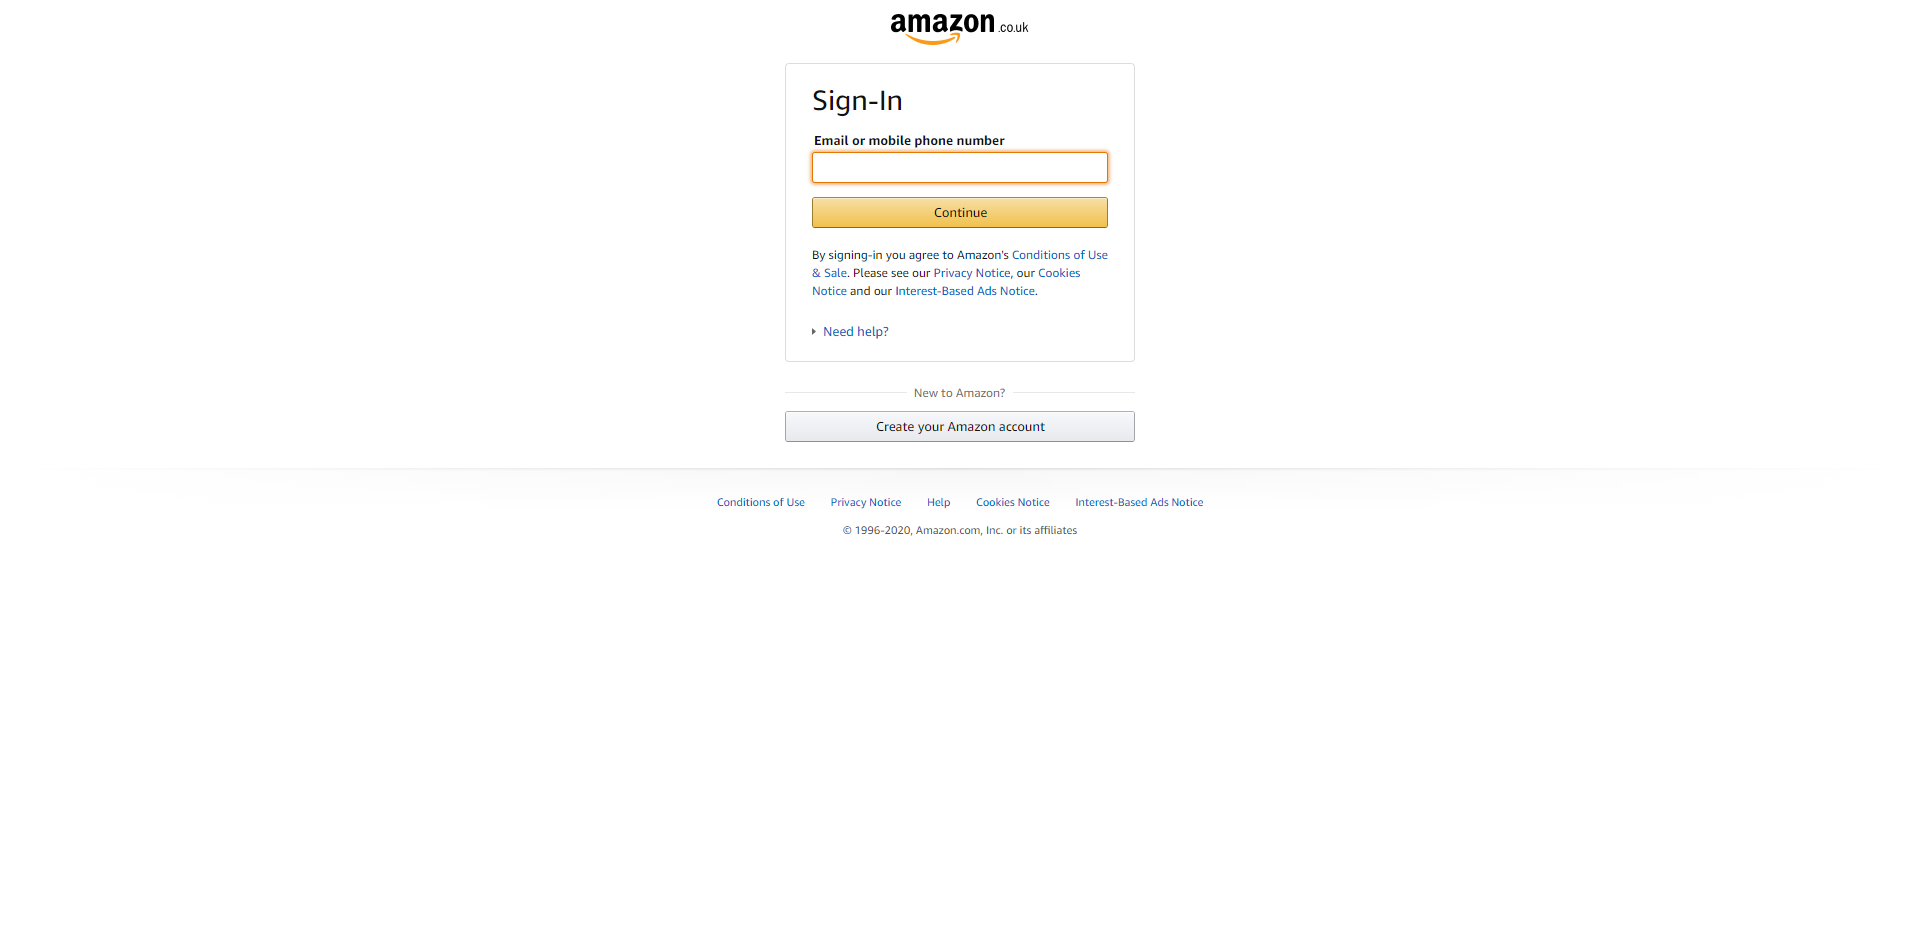 amazon.co.uk
Sign-In
Email or mobile phone number
Continue
By signing-in you agree to Amazon's Conditions of Use
& Sale. Please see our Privacy Notice, our Cookies
Notice and our Interest-Based Ads Notice.
Need help?
New to Amazon?
Create your Amazon account
Conditions of Use Privacy Notice Help Cookies Notice Interest-Based Ads Notice
© 1996-2020, Amazon.com, Inc. or its affiliates